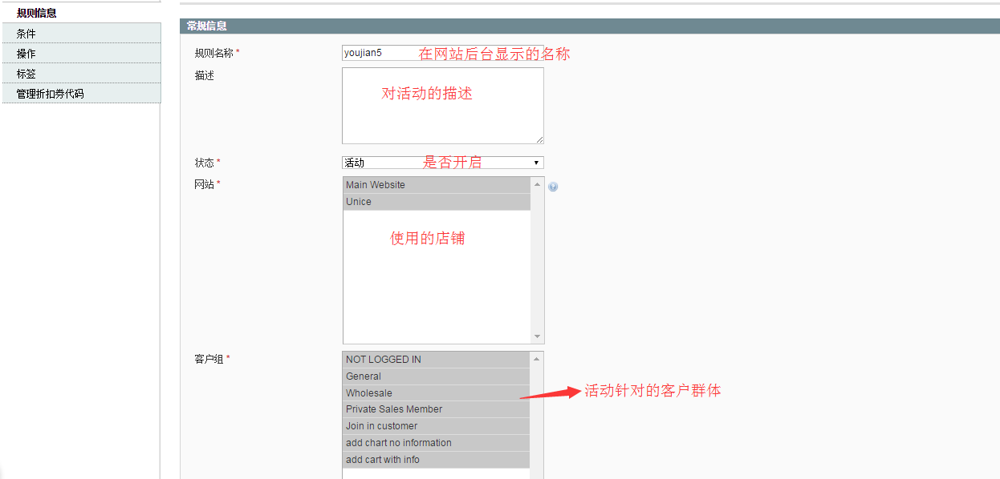 规则信息
条件
操作
标签
管理折扣券代码
常规信息
规则名称 * youjian5 在网站后台显示的名称
描述
对活动的描述
状态 * 活动 是否开启
网站 * Main Website
Unice
使用的店铺
客户组 * NOT LOGGED IN
General
Wholesale
活动针对的客户群体
Private Sales Member
Join in customer
add chart no information
add cart with info